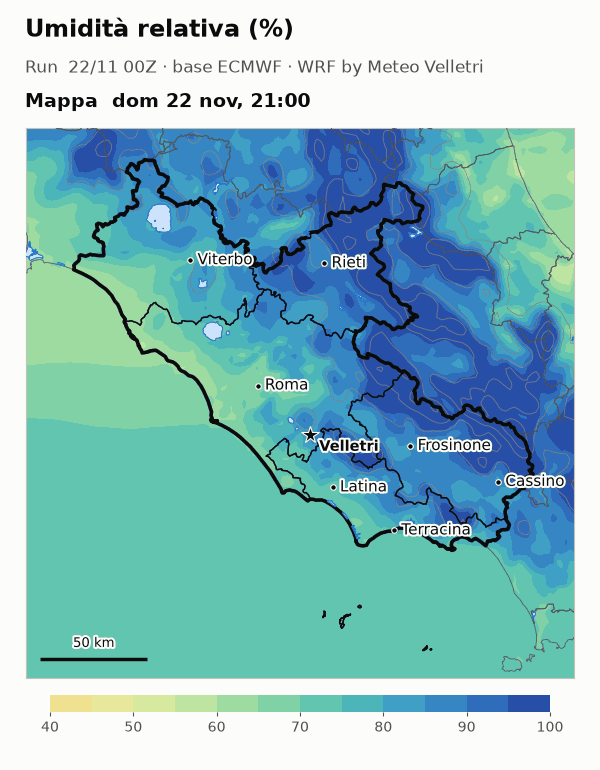 Umidità relativa (%)
Run  22/11 00Z · base ECMWF · WRF by Meteo Velletri
Mappa  dom 22 nov, 21:00
Viterbo
Rieti
Roma
Velletri
Frosinone
Cassino
Latina
Terracina
50 km
40 50 60 70 80 90 100